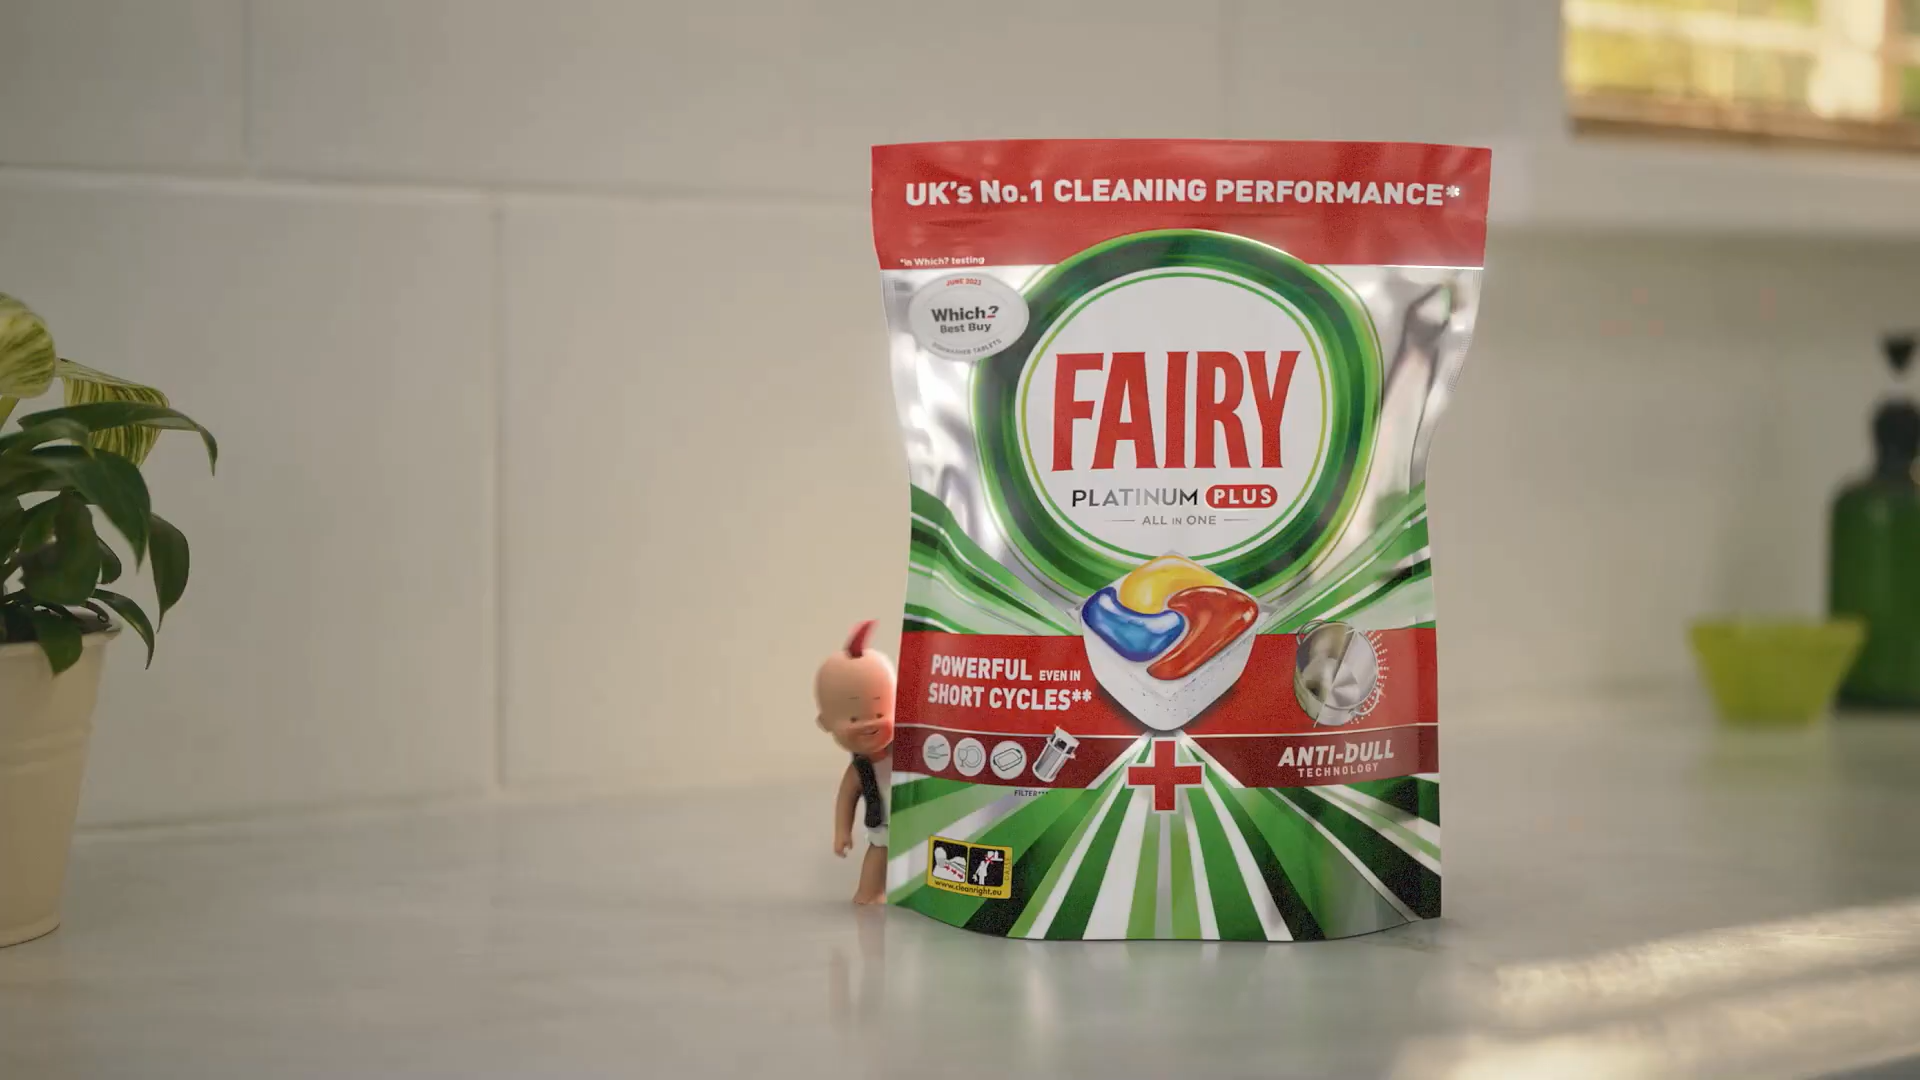 UK's No.1 CLEANING PERFORMANCE*
*in Which? testing
JUNE 2023
Which?
Best Buy
DISHWASHER TABLETS
FAIRY
PLATINUM PLUS
ALL IN ONE
POWERFUL EVEN IN
SHORT CYCLES**
ANTI-DULL
TECHNOLOGY
FILTER***
www.cleanright.eu